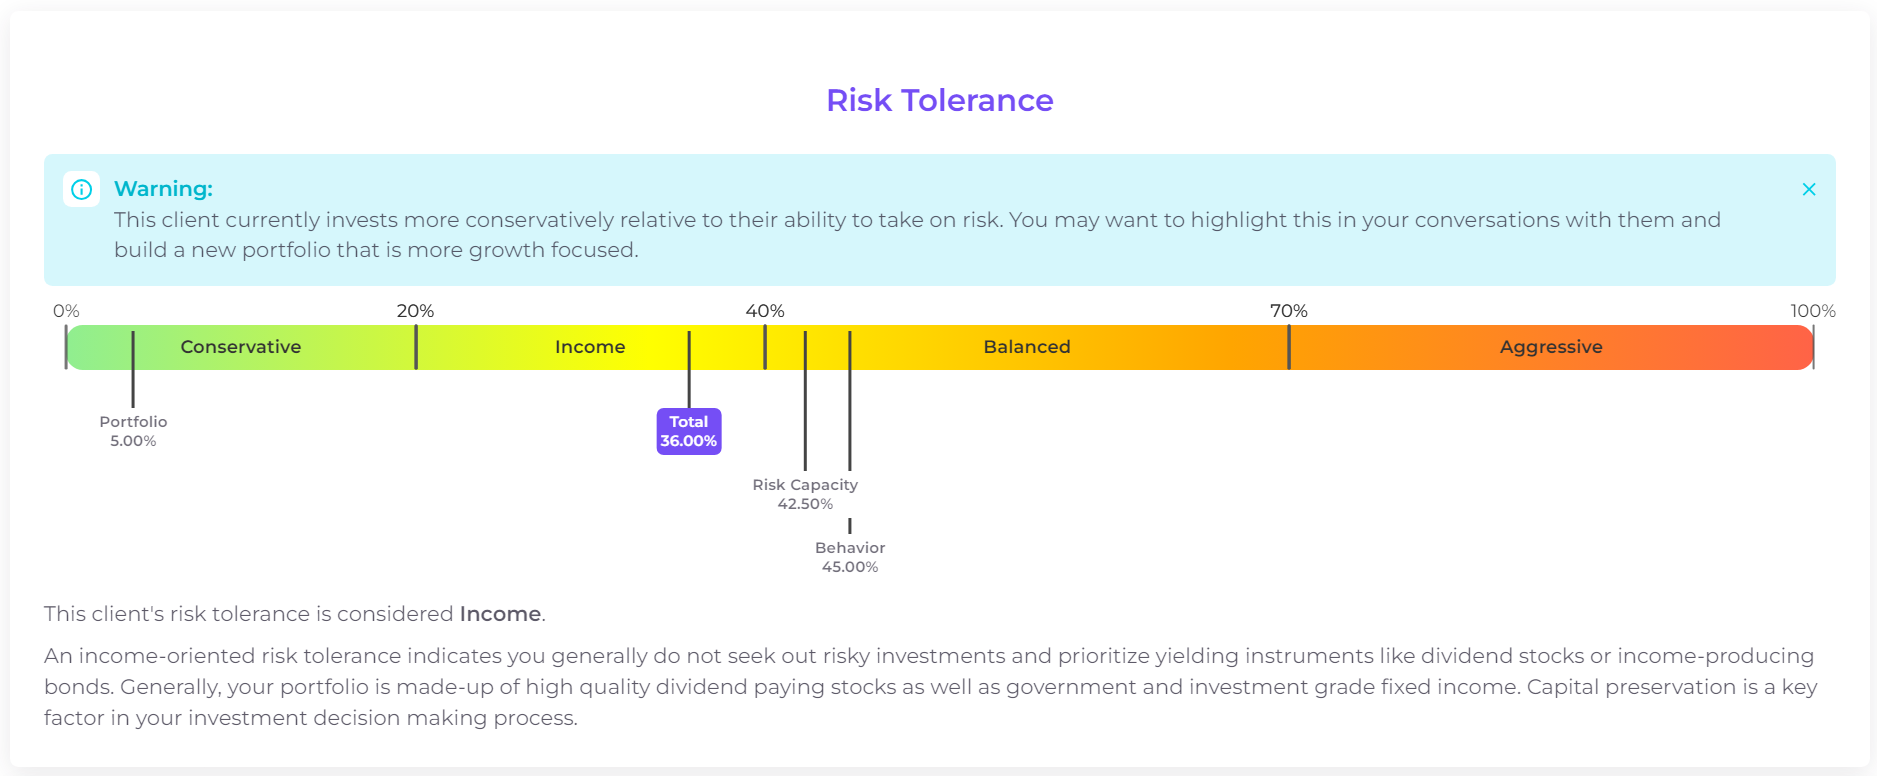 Risk Tolerance
Warning:
This client currently invests more conservatively relative to their ability to take on risk. You may want to highlight this in your conversations with them and
build a new portfolio that is more growth focused.
0% 20% 40% 70% 100%
Conservative Income Balanced Aggressive
Portfolio
5.00%
Total
36.00%
Risk Capacity
42.50%
Behavior
45.00%
This client's risk tolerance is considered Income.
An income-oriented risk tolerance indicates you generally do not seek out risky investments and prioritize yielding instruments like dividend stocks or income-producing
bonds. Generally, your portfolio is made-up of high quality dividend paying stocks as well as government and investment grade fixed income. Capital preservation is a key
factor in your investment decision making process.